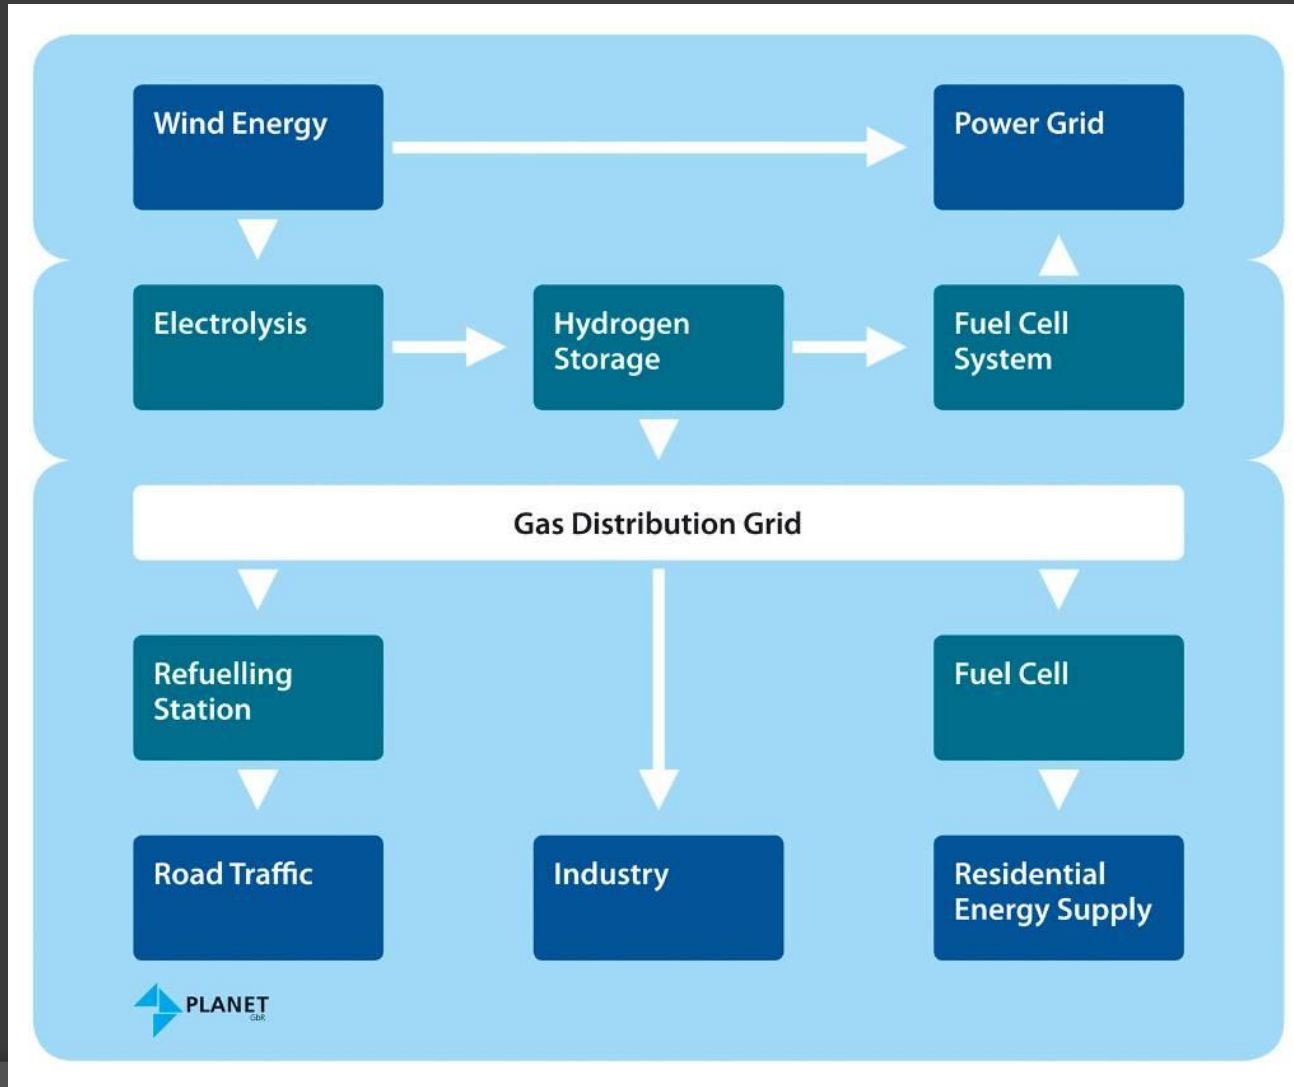 Wind Energy
Power Grid
Electrolysis
Hydrogen
Storage
Fuel Cell
System
Gas Distribution Grid
Refuelling
Station
Fuel Cell
Road Traffic
Industry
Residential
Energy Supply
PLANET
GbR